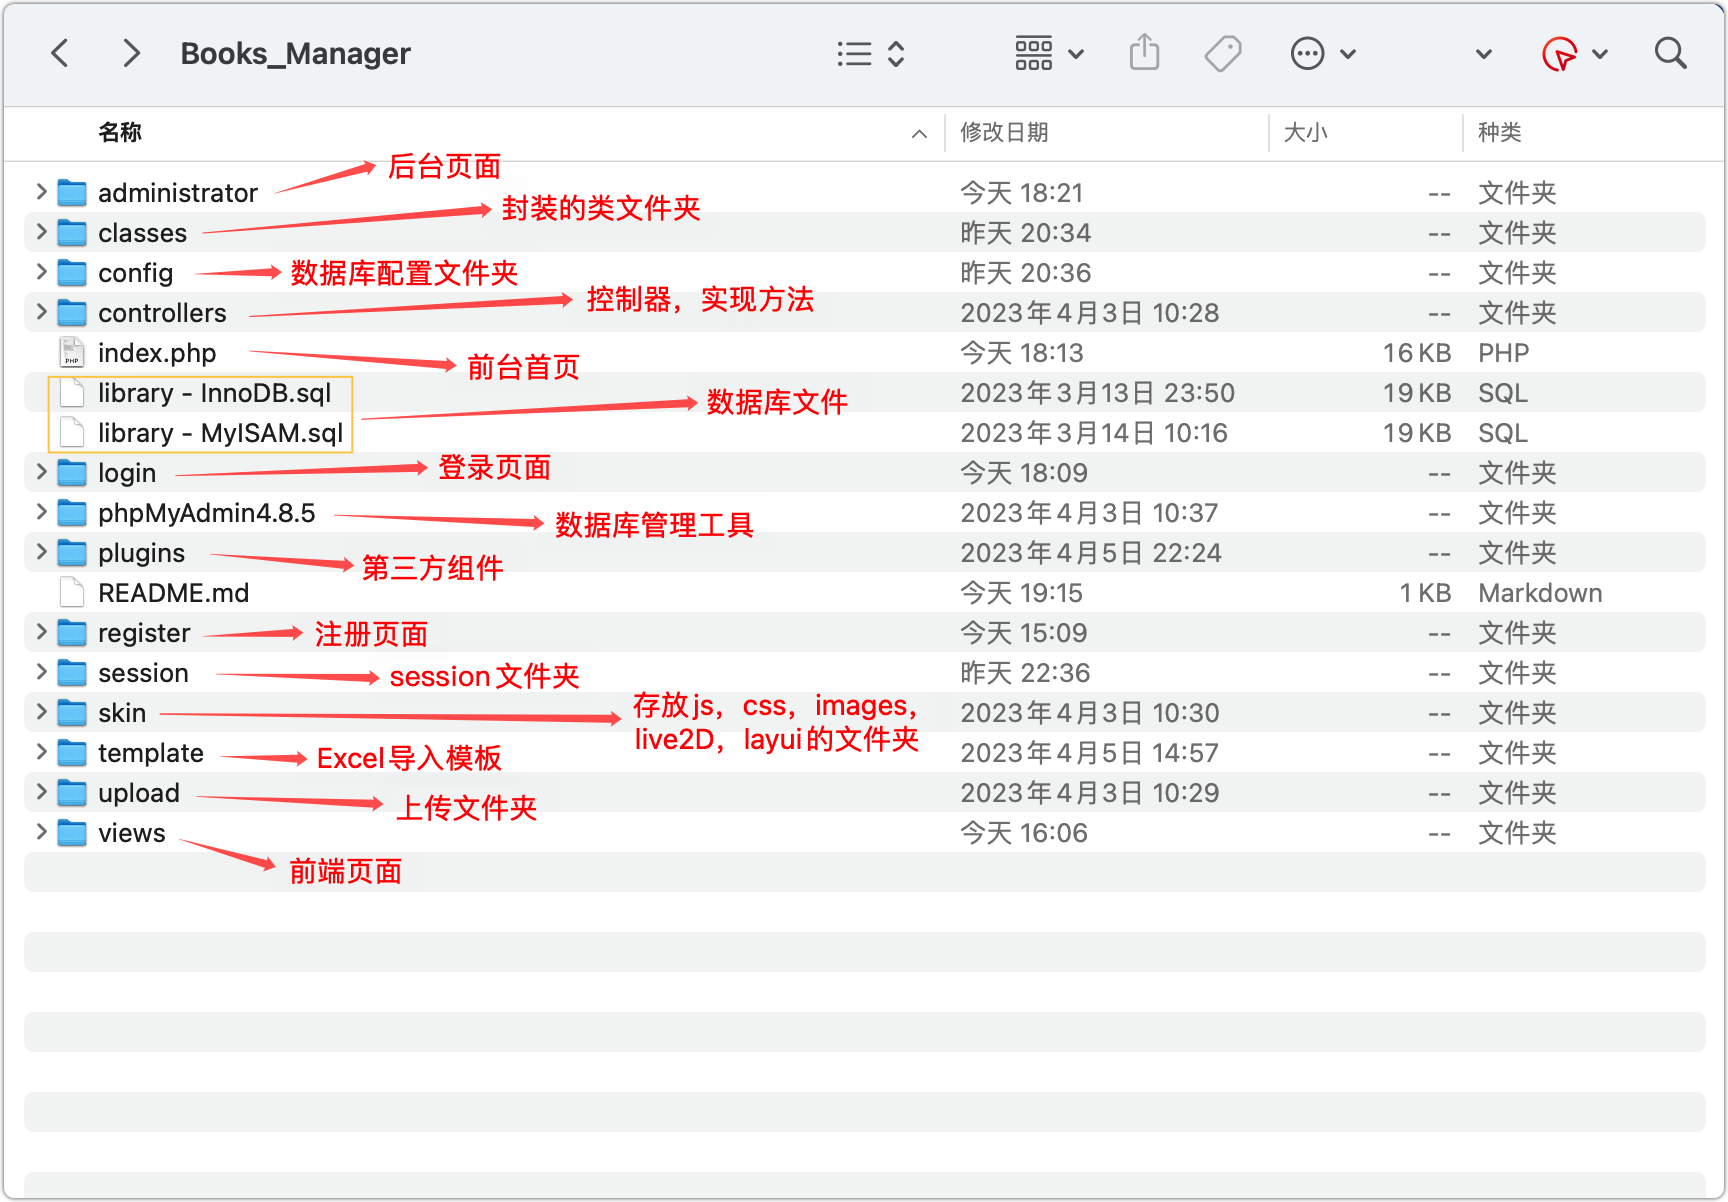 Books_Manager
名称 修改日期 大小 种类
后台页面
administrator 今天 18:21 -- 文件夹
封装的类文件夹
classes 昨天 20:34 -- 文件夹
config 数据库配置文件夹 昨天 20:36 -- 文件夹
控制器，实现方法
controllers 2023年4月3日 10:28 -- 文件夹
PHP index.php 今天 18:13 16 KB PHP
前台首页
library - InnoDB.sql 2023年3月13日 23:50 19 KB SQL
数据库文件
library - MyISAM.sql 2023年3月14日 10:16 19 KB SQL
login 登录页面 今天 18:09 -- 文件夹
phpMyAdmin4.8.5 数据库管理工具 2023年4月3日 10:37 -- 文件夹
plugins 第三方组件 2023年4月5日 22:24 -- 文件夹
README.md 今天 19:15 1 KB Markdown
register 注册页面 今天 15:09 -- 文件夹
session session文件夹 昨天 22:36 -- 文件夹
skin 存放js，css，images， 2023年4月3日 10:30 -- 文件夹
live2D，layui的文件夹
template Excel导入模板 2023年4月5日 14:57 -- 文件夹
upload 上传文件夹 2023年4月3日 10:29 -- 文件夹
views 今天 16:06 -- 文件夹
前端页面